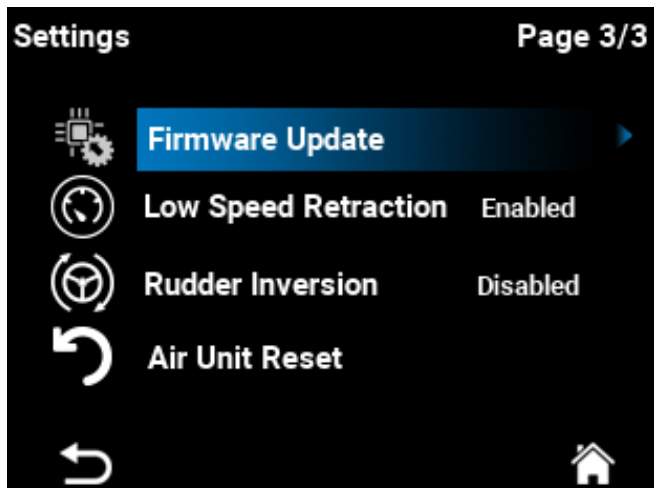 Settings Page 3/3
Firmware Update
Low Speed Retraction Enabled
Rudder Inversion Disabled
Air Unit Reset